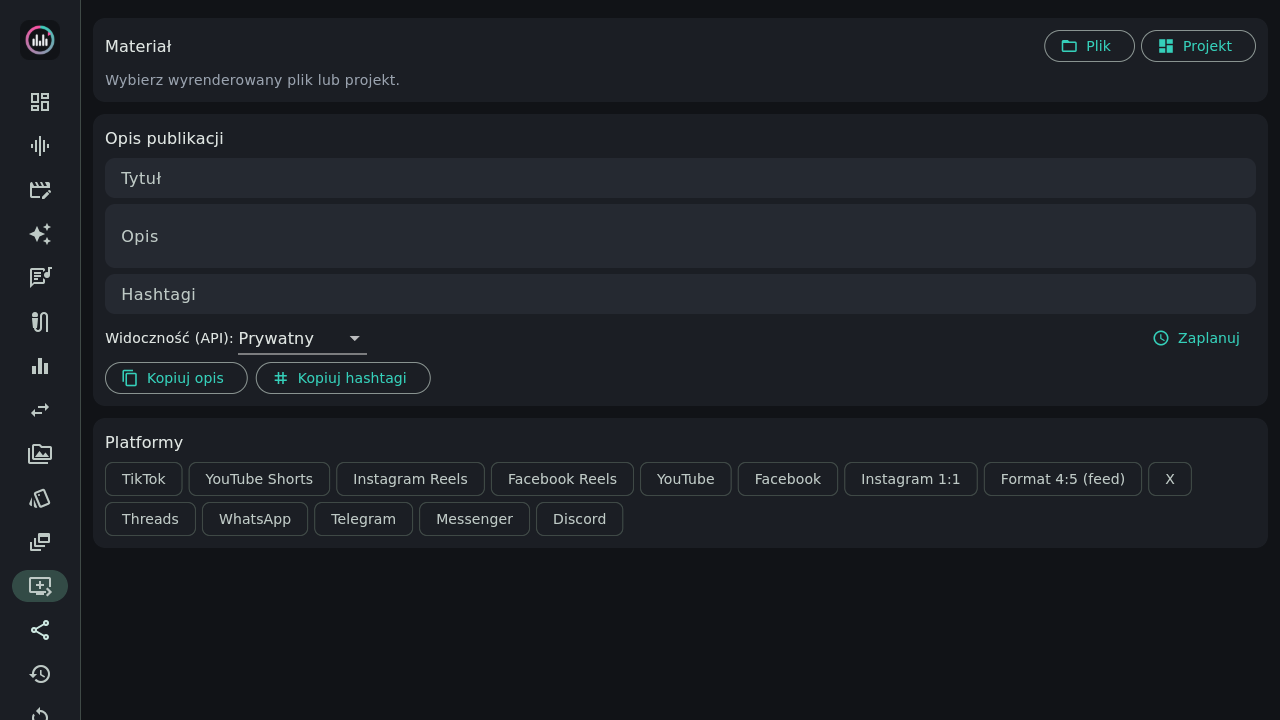 Materiał
Plik
Projekt
Wybierz wyrenderowany plik lub projekt.
Opis publikacji
Tytuł
Opis
Hashtagi
Widoczność (API): Prywatny
Zaplanuj
Kopiuj opis
Kopiuj hashtagi
Platformy
TikTok
YouTube Shorts
Instagram Reels
Facebook Reels
YouTube
Facebook
Instagram 1:1
Format 4:5 (feed)
X
Threads
WhatsApp
Telegram
Messenger
Discord